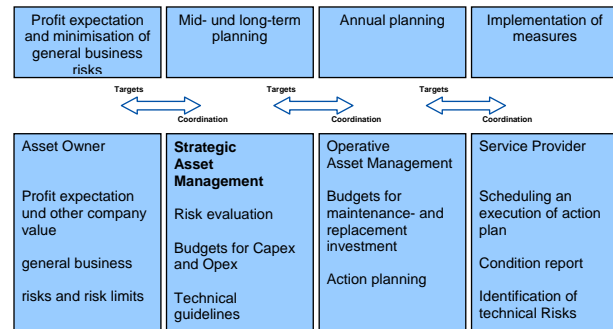 Profit expectation
and minimisation of
general business
risks
Mid- und long-term
planning
Annual planning
Implementation of
measures
Targets
Coordination
Targets
Coordination
Targets
Coordination
Asset Owner
Profit expectation
und other company
value
general business
risks and risk limits
Strategic
Asset
Management
Risk evaluation
Budgets for Capex
and Opex
Technical
guidelines
Operative
Asset Management
Budgets for
maintenance- and
replacement
investment
Action planning
Service Provider
Scheduling an
execution of action
plan
Condition report
Identification of
technical Risks